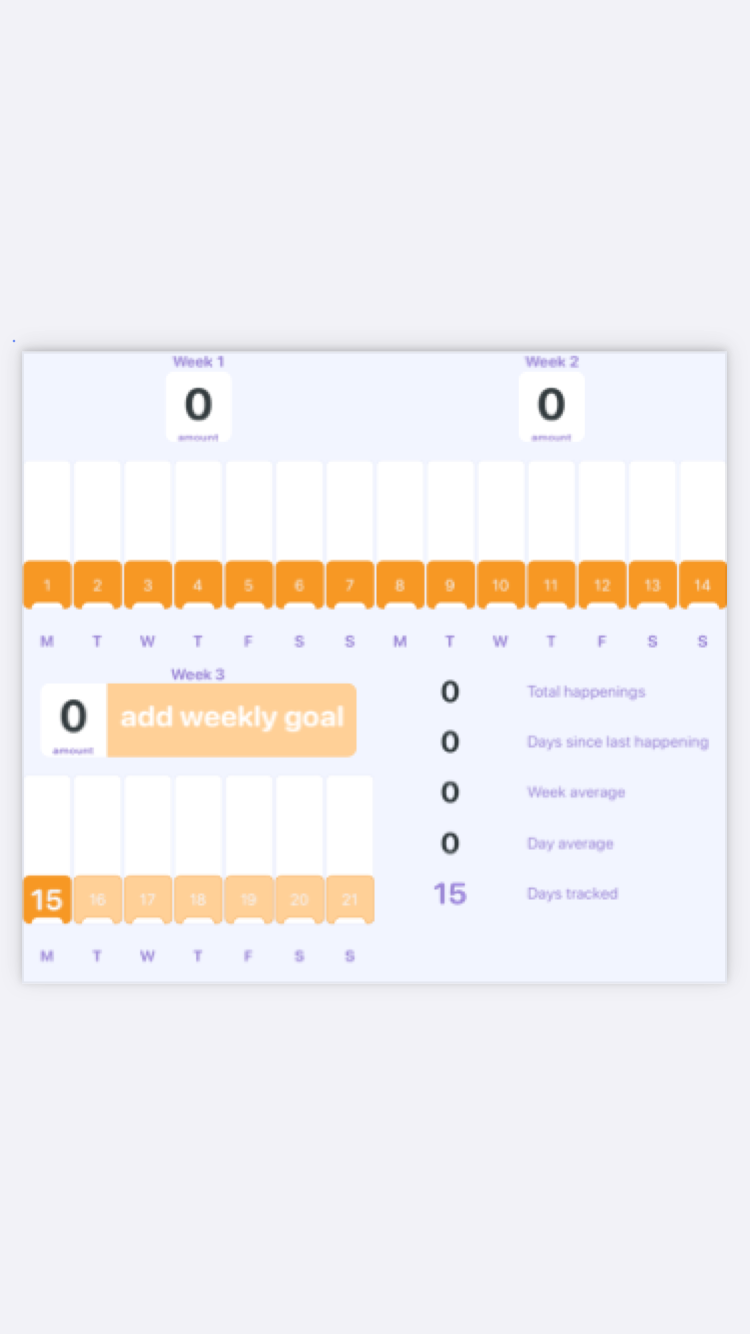 Week 1 Week 2
0 0
amount amount
1 2 3 4 5 6 7 8 9 10 11 12 13 14
M T W T F S S M T W T F S S
Week 3
0 add weekly goal
amount
15 16 17 18 19 20 21
M T W T F S S
0 Total happenings
0 Days since last happening
0 Week average
0 Day average
15 Days tracked